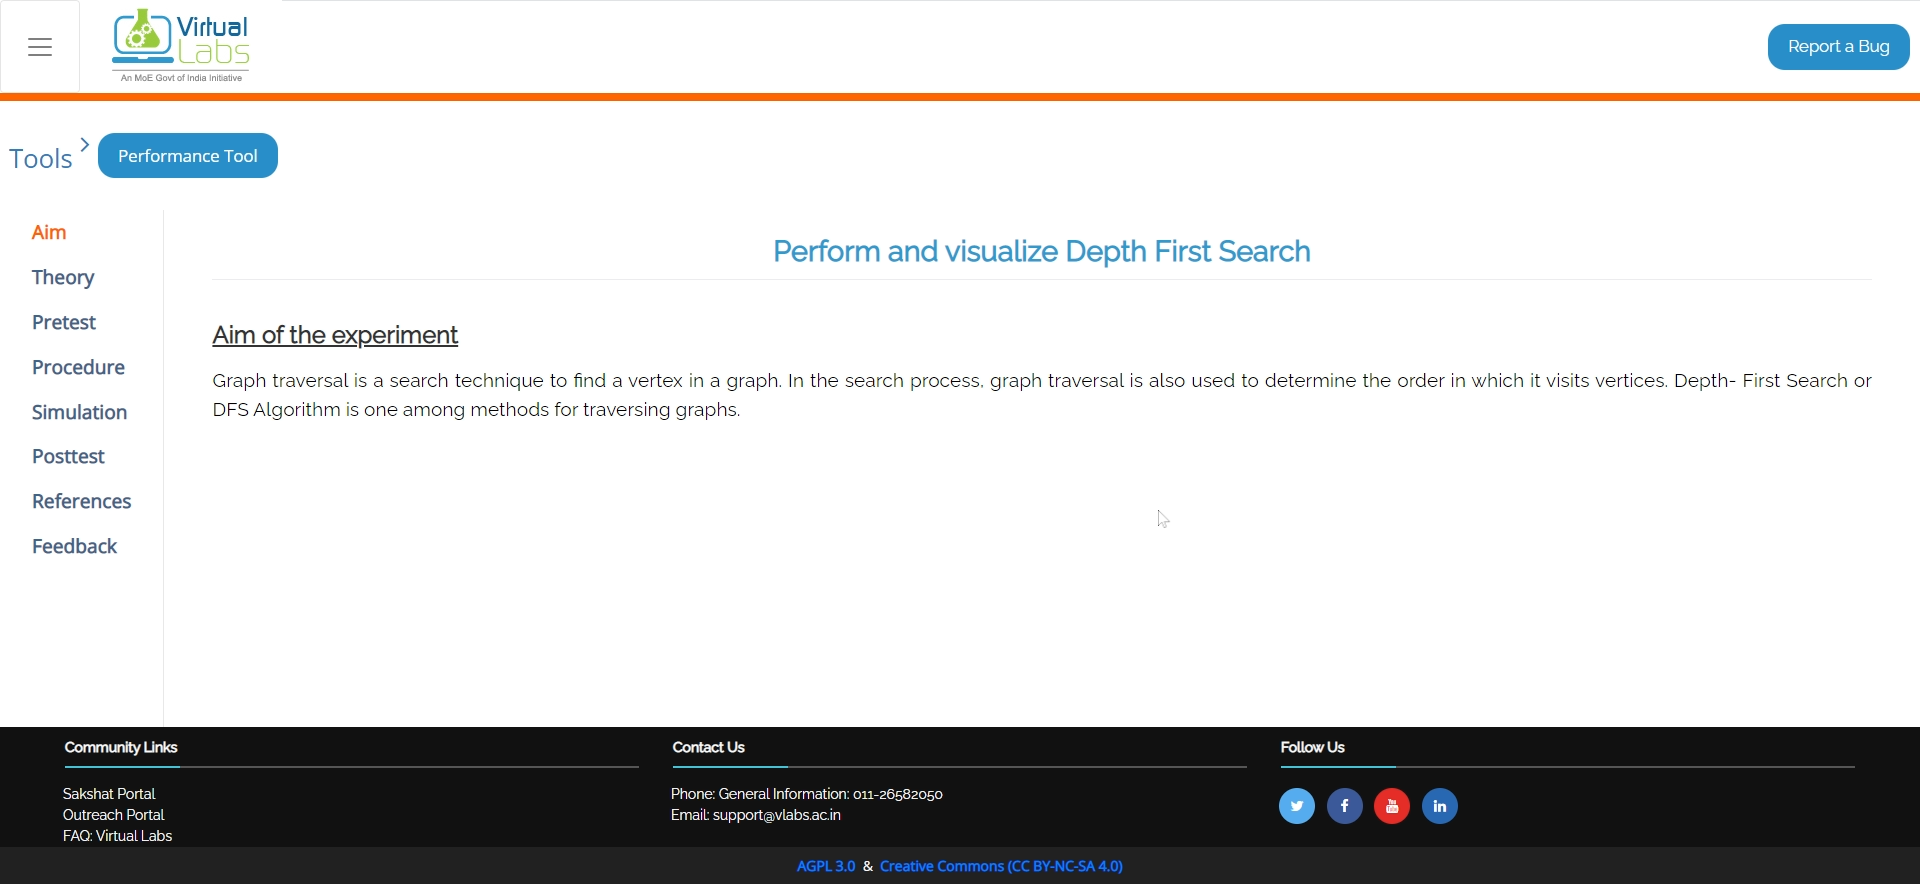 Virtual
Labs
An MoE Govt of India Initiative
Report a Bug
Tools
Performance Tool
Aim
Theory
Pretest
Procedure
Simulation
Posttest
References
Feedback
Perform and visualize Depth First Search
Aim of the experiment
Graph traversal is a search technique to find a vertex in a graph. In the search process, graph traversal is also used to determine the order in which it visits vertices. Depth- First Search or
DFS Algorithm is one among methods for traversing graphs.
Community Links
Sakshat Portal
Outreach Portal
FAQ: Virtual Labs
Contact Us
Phone: General Information: 011-26582050
Email: support@vlabs.ac.in
Follow Us
AGPL 3.0 & Creative Commons (CC BY-NC-SA 4.0)